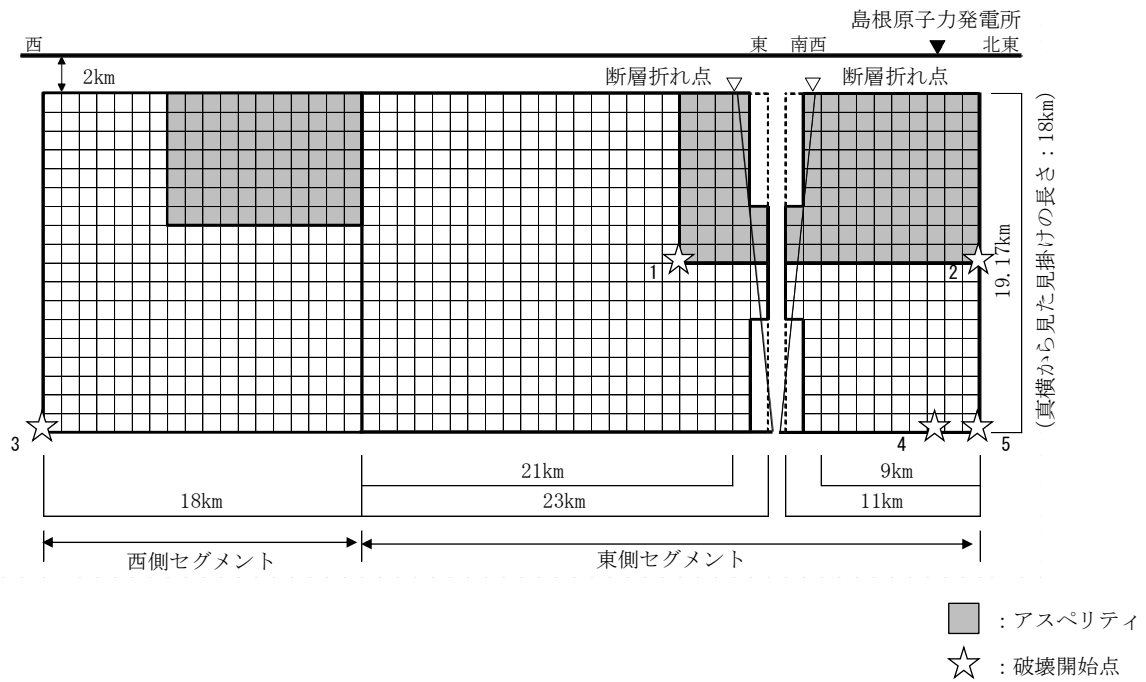 島根原子力発電所
西
東
南西
北東
2km
断層折れ点
断層折れ点
1
2
19.17km
(真横から見た見掛けの長さ：18km)
3
4
5
21km
9km
18km
23km
11km
西側セグメント
東側セグメント
：アスペリティ
：破壊開始点